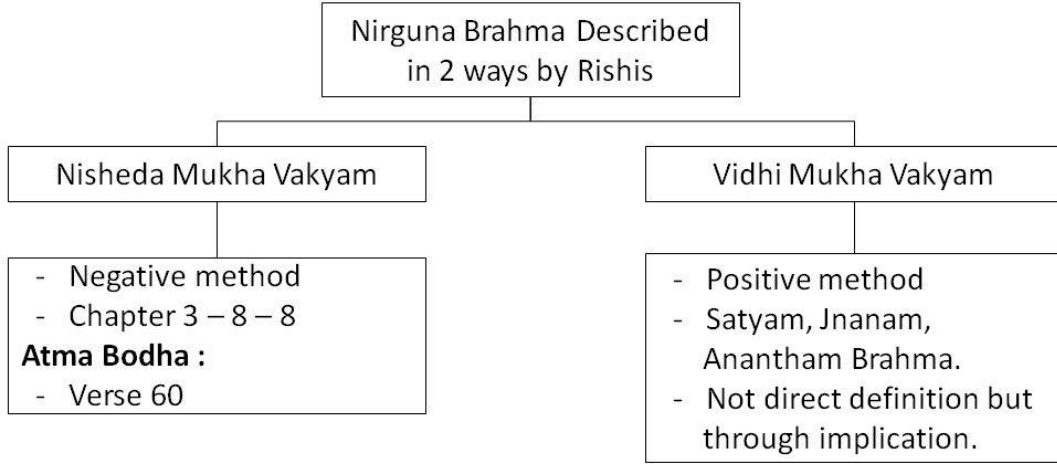 Nirguna Brahma Described
in 2 ways by Rishis
Nisheda Mukha Vakyam
- Negative method
- Chapter 3 – 8 – 8
Atma Bodha :
- Verse 60
Vidhi Mukha Vakyam
- Positive method
- Satyam, Jnanam,
Anantham Brahma.
- Not direct definition but
through implication.